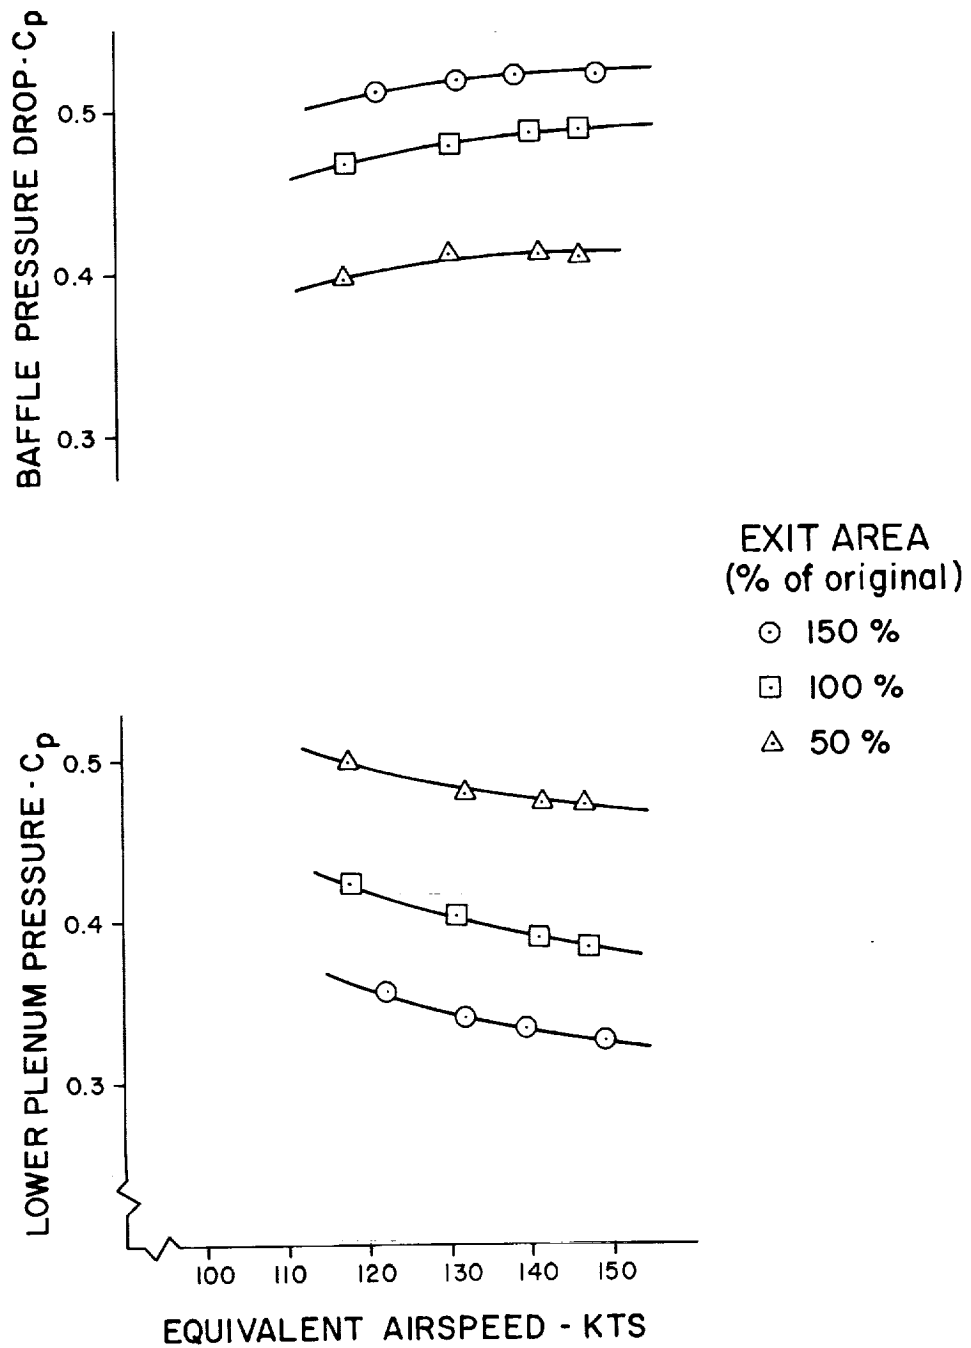 BAFFLE PRESSURE DROP-Cp
0.5
0.4
0.3
EXIT AREA
(% of original)
150 %
100 %
50 %
LOWER PLENUM PRESSURE - Cp
0.5
0.4
0.3
100 110 120 130 140 150
EQUIVALENT AIRSPEED - KTS